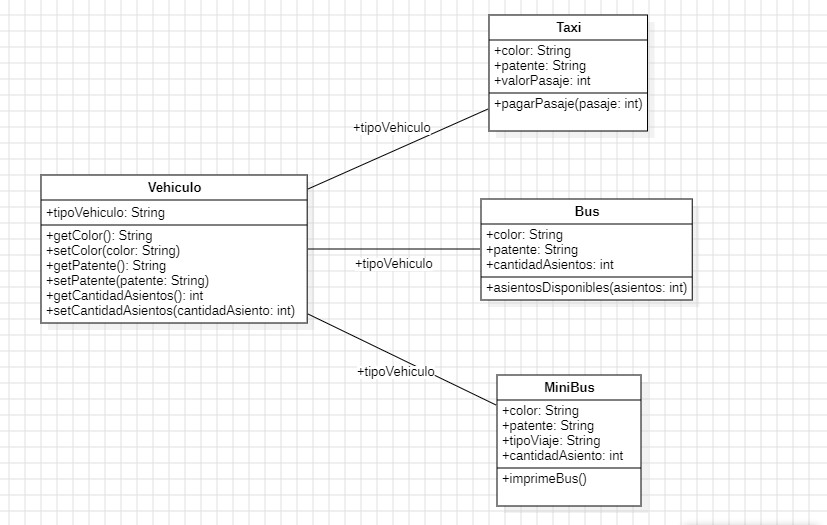 Taxi
+color: String
+patente: String
+valorPasaje: int
+pagarPasaje(pasaje: int)
+tipoVehiculo
Vehiculo
+tipoVehiculo: String
+getColor(): String
+setColor(color: String)
+getPatente(): String
+setPatente(patente: String)
+getCantidadAsientos(): int
+setCantidadAsientos(cantidadAsiento: int)
+tipoVehiculo
Bus
+color: String
+patente: String
+cantidadAsientos: int
+asientosDisponibles(asientos: int)
+tipoVehiculo
MiniBus
+color: String
+patente: String
+tipoViaje: String
+cantidadAsiento: int
+imprimeBus()